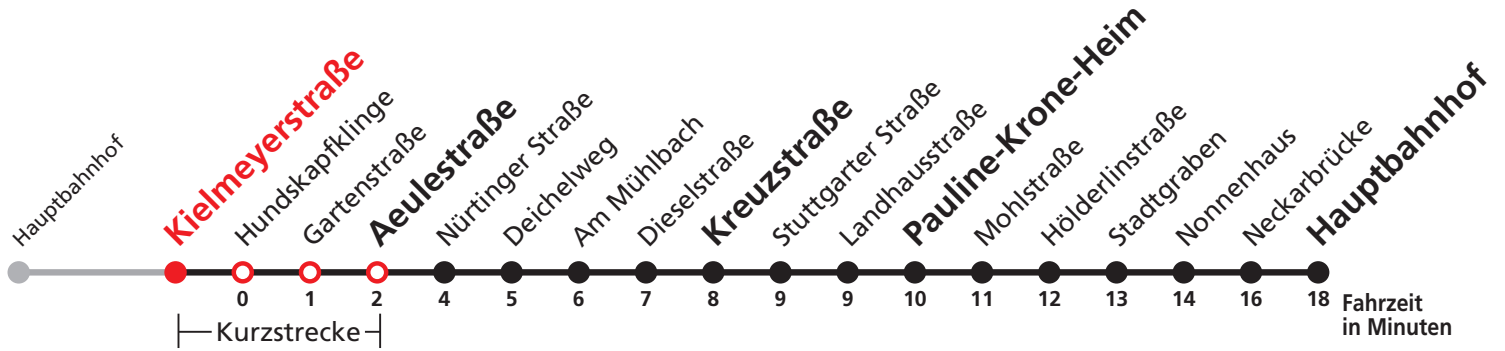 Hauptbahnhof
Kielmeyerstraße
Hundskapfklinge
Gartenstraße
Aeulestraße
Nürtinger Straße
Deichelweg
Am Mühlbach
Dieselstraße
Kreuzstraße
Stuttgarter Straße
Landhausstraße
Pauline-Krone-Heim
Mohlstraße
Hölderlinstraße
Stadtgraben
Nonnenhaus
Neckarbrücke
Hauptbahnhof
0 1 2 4 5 6 7 8 9 9 10 11 12 13 14 16 18 Fahrzeit
in Minuten
Kurzstrecke